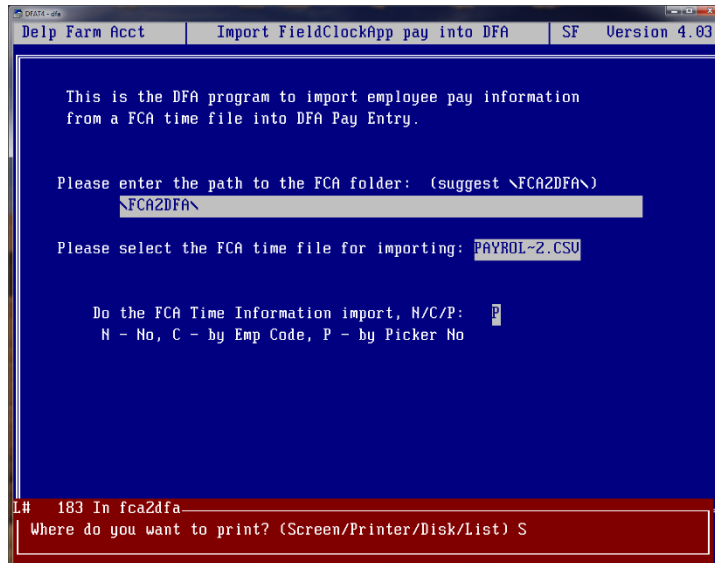 DFAT4 - dfa
Delp Farm Acct Import FieldClockApp pay into DFA SF Version 4.03
This is the DFA program to import employee pay information
from a FCA time file into DFA Pay Entry.
Please enter the path to the FCA folder: (suggest \FCA2DFA\)
\FCA2DFA\
Please select the FCA time file for importing: PAYROL~2.CSV
Do the FCA Time Information import, N/C/P: P
N - No, C - by Emp Code, P - by Picker No
L# 183 In fca2dfa
Where do you want to print? (Screen/Printer/Disk/List) S